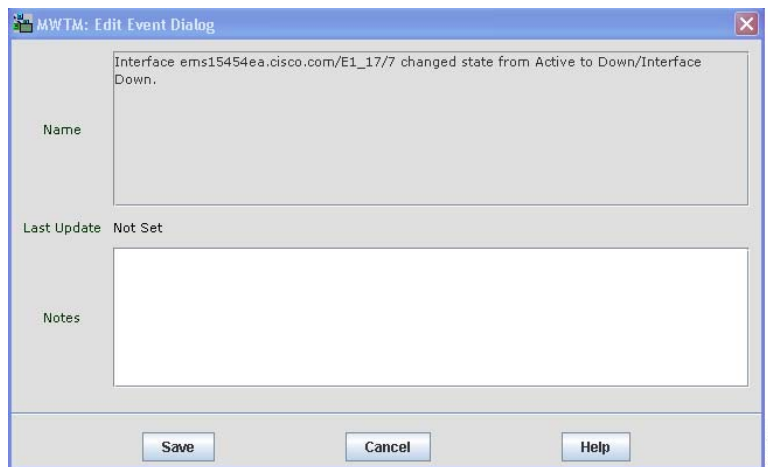 MWTM: Edit Event Dialog
Interface ems15454ea.cisco.com/E1_17/7 changed state from Active to Down/Interface
Down.
Name
Last Update Not Set
Notes
Save Cancel Help